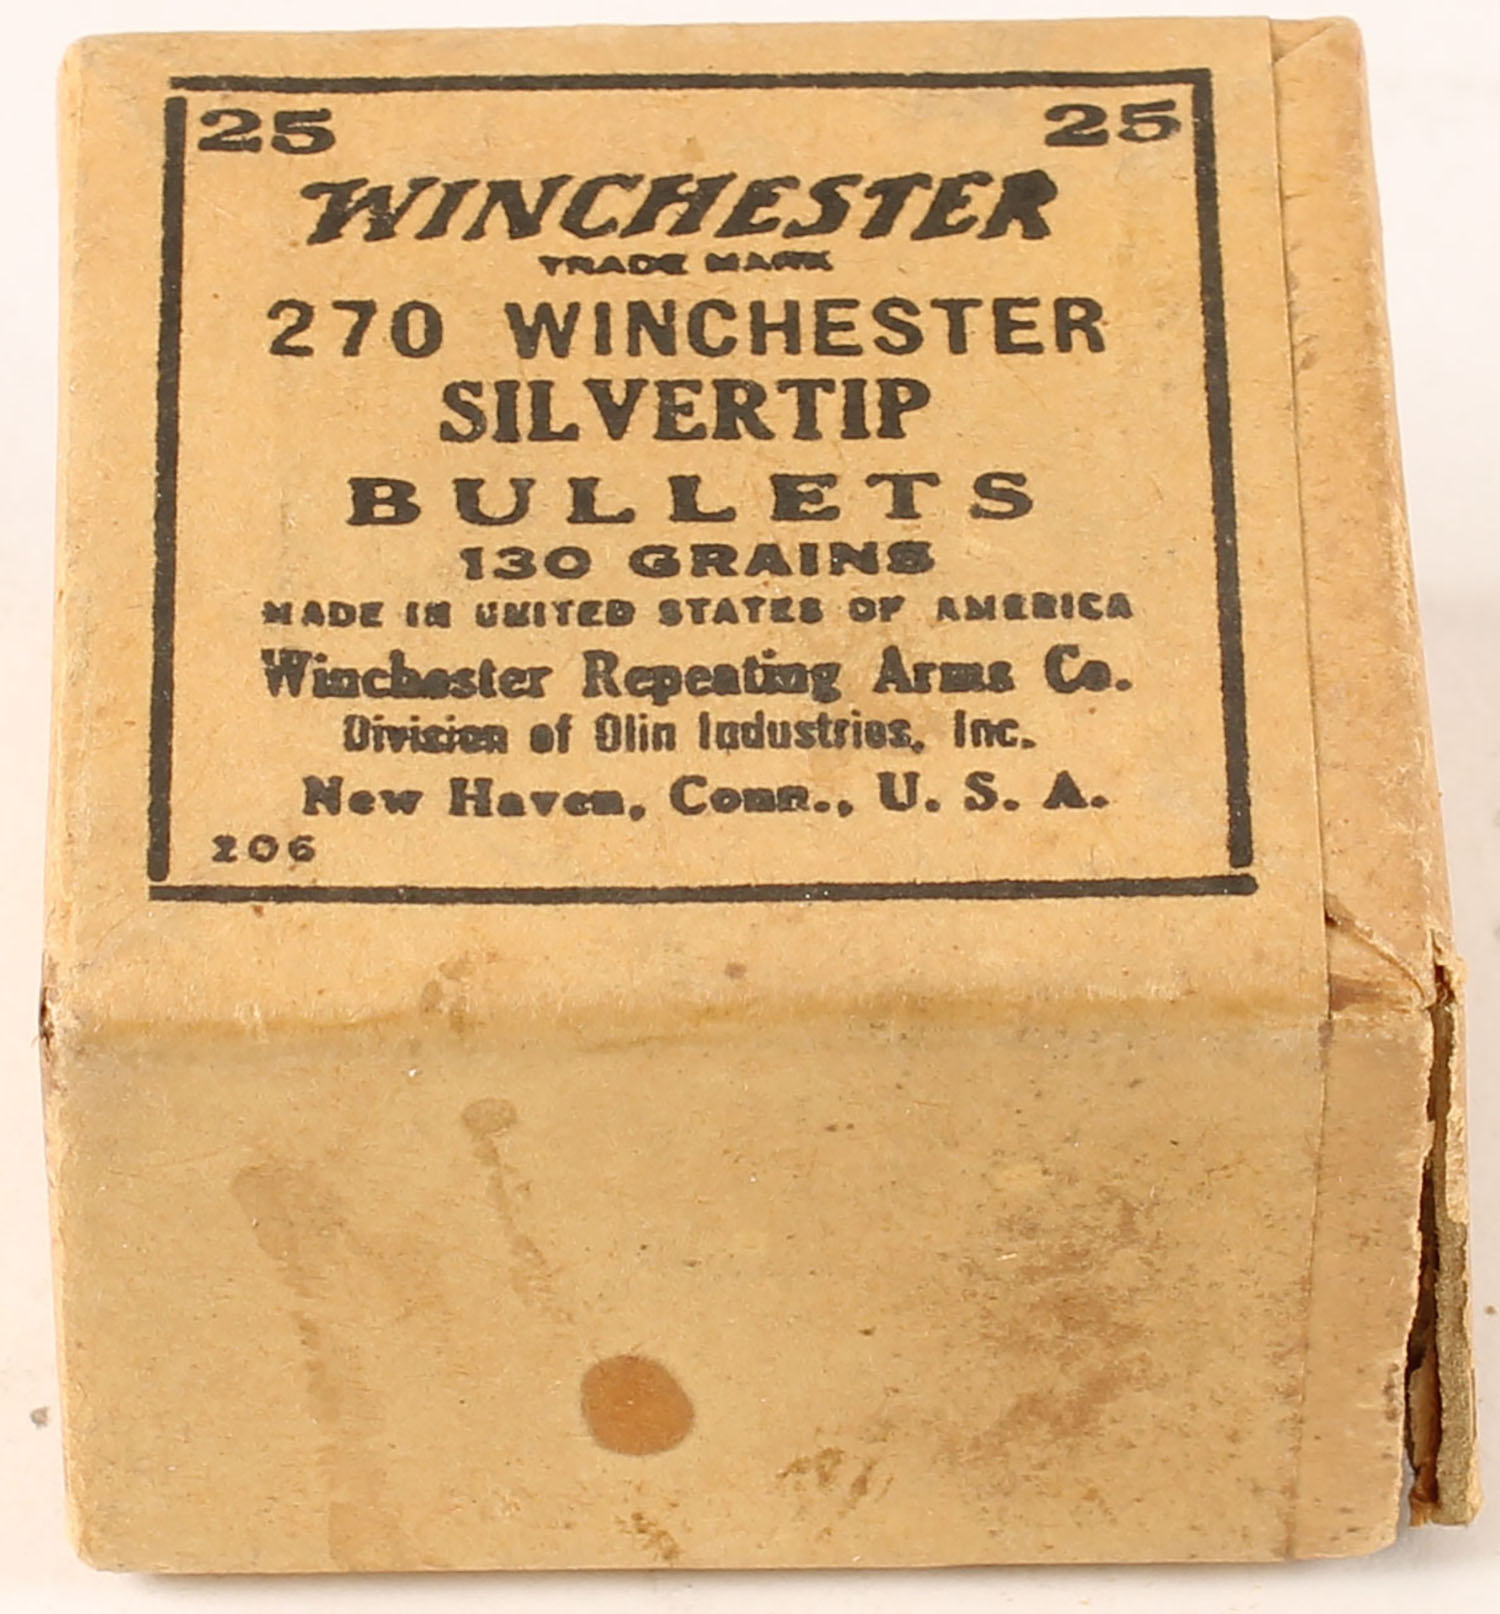 25 25
WINCHESTER
TRADE MARK
270 WINCHESTER
SILVERTIP
BULLETS
130 GRAINS
MADE IN UNITED STATES OF AMERICA
Winchester Repeating Arms Co.
Division of Olin Industries, Inc.
New Haven, Conn., U. S. A.
206